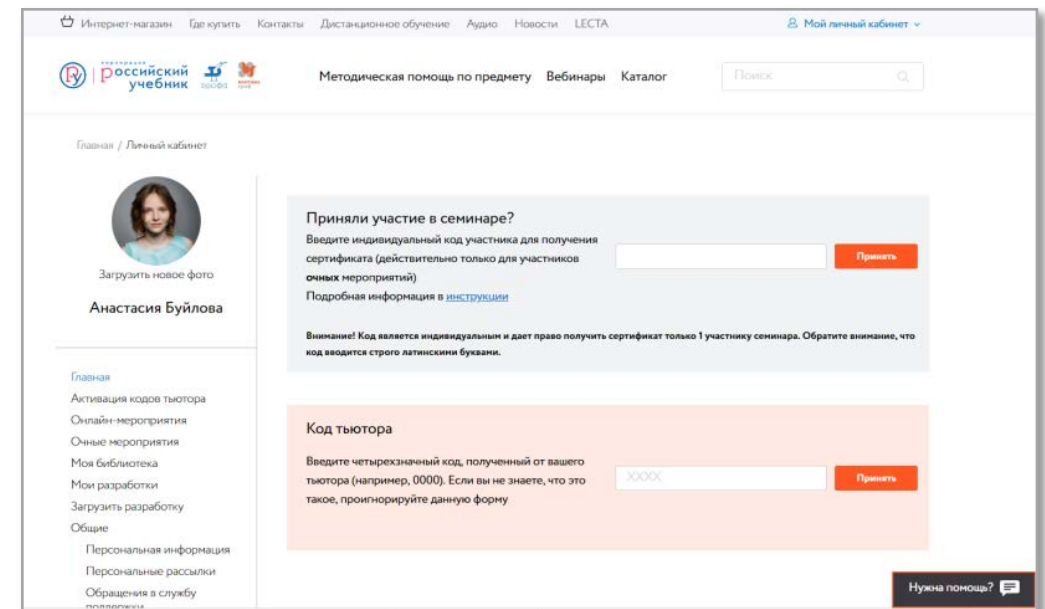 Интернет-магазин Где купить Контакты Дистанционное обучение Аудио Новости LECTA Мой личный кабинет
корпорация
российский
учебник
дрофа
Методическая помощь по предмету Вебинары Каталог Поиск
Главная / Личный кабинет
Загрузить новое фото
Анастасия Буйлова
Главная
Активация кодов тьютора
Онлайн-мероприятия
Очные мероприятия
Моя библиотека
Мои разработки
Загрузить разработку
Общие
Персональная информация
Персональные рассылки
Обращения в службу
поддержки
Приняли участие в семинаре?
Введите индивидуальный код участника для получения
сертификата (действительно только для участников
очных мероприятий)
Подробная информация в инструкции
Принять
Внимание! Код является индивидуальным и дает право получить сертификат только 1 участнику семинара. Обратите внимание, что
код вводится строго латинскими буквами.
Код тьютора
Введите четырехзначный код, полученный от вашего
тьютора (например, 0000). Если вы не знаете, что это
такое, проигнорируйте данную форму
XXXX
Принять
Нужна помощь?